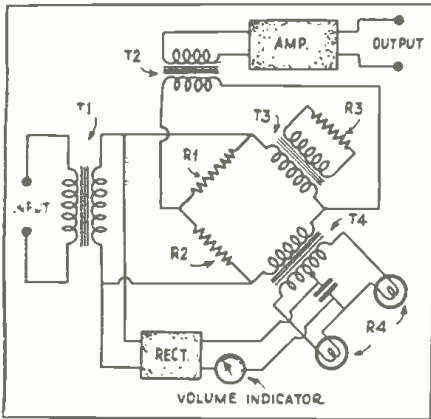 AMP.
OUTPUT
T2
T1
T3
R3
R1
INPUT
T4
R2
R4
RECT.
VOLUME INDICATOR